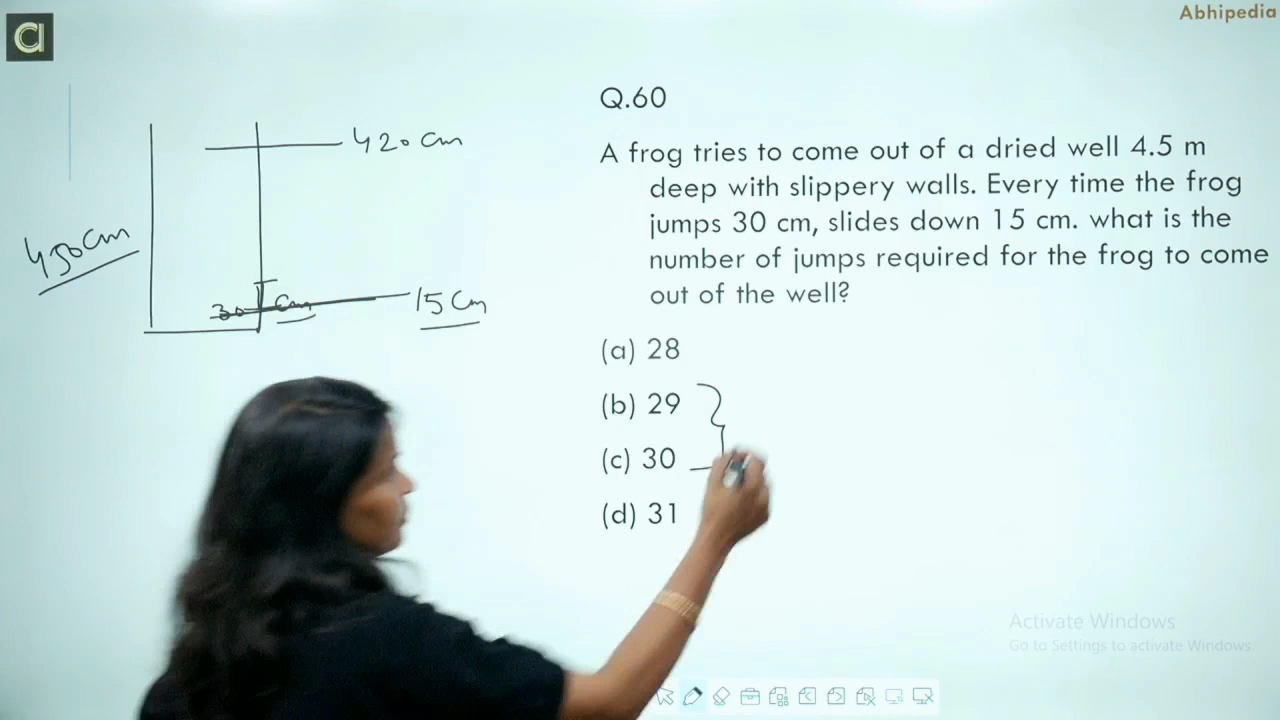 Abhipedia
Q.60
A frog tries to come out of a dried well 4.5 m
deep with slippery walls. Every time the frog
jumps 30 cm, slides down 15 cm. what is the
number of jumps required for the frog to come
out of the well?
(a) 28
(b) 29
(c) 30
(d) 31
420 cm
450cm
30 cm
15 cm
Activate Windows
Go to Settings to activate Windows.